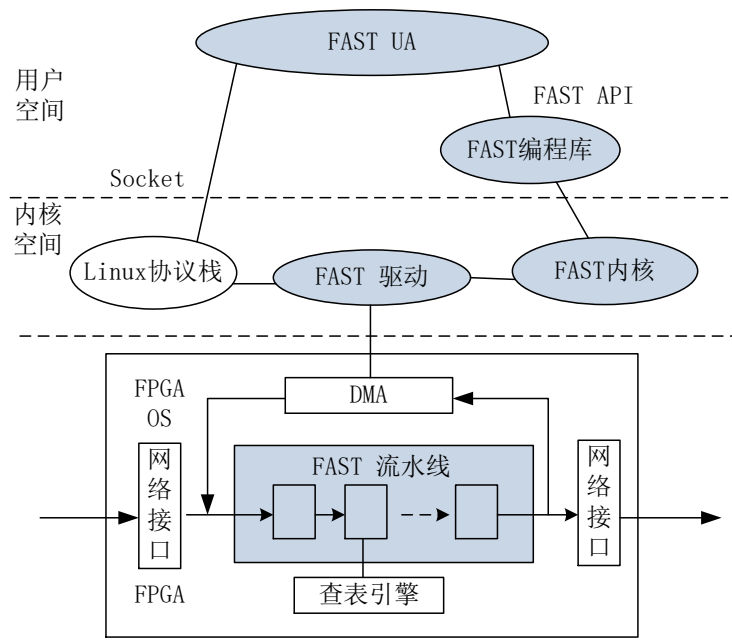 FAST UA
用户
空间
FAST API
FAST编程库
Socket
内核
空间
Linux协议栈
FAST 驱动
FAST内核
FPGA
OS
DMA
网络接口
FAST 流水线
网络接口
查表引擎
FPGA